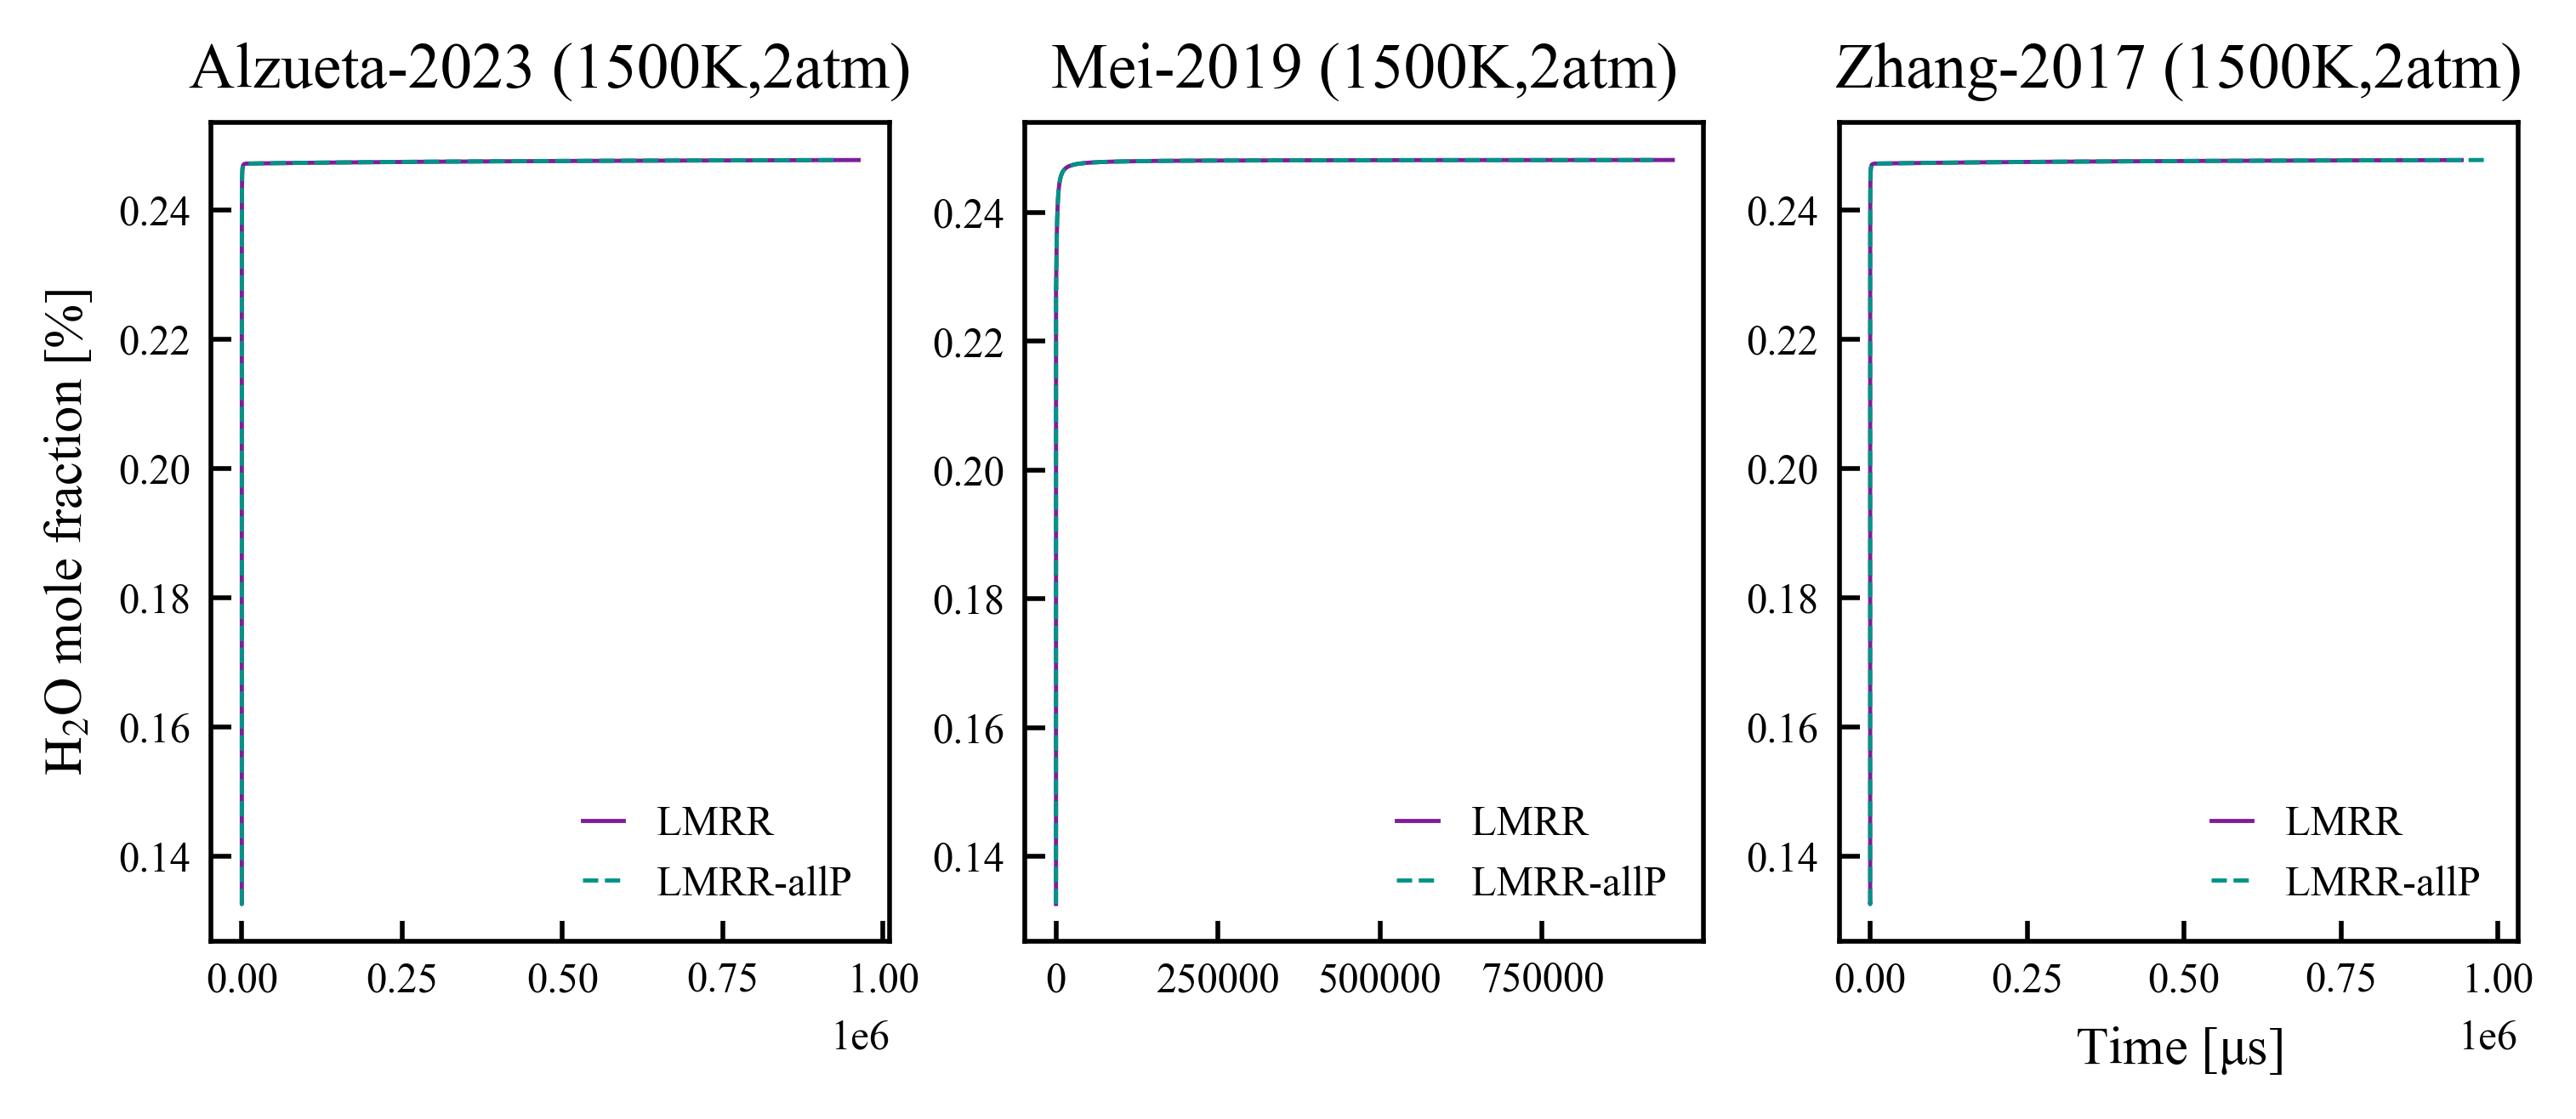 Alzueta-2023 (1500K,2atm)
Mei-2019 (1500K,2atm)
Zhang-2017 (1500K,2atm)
H₂O mole fraction [%]
0.24
0.22
0.20
0.18
0.16
0.14
LMRR
LMRR-allP
0.00 0.25 0.50 0.75 1.00
1e6
0.24
0.22
0.20
0.18
0.16
0.14
LMRR
LMRR-allP
0 250000 500000 750000
0.24
0.22
0.20
0.18
0.16
0.14
LMRR
LMRR-allP
0.00 0.25 0.50 0.75 1.00
1e6
Time [μs]